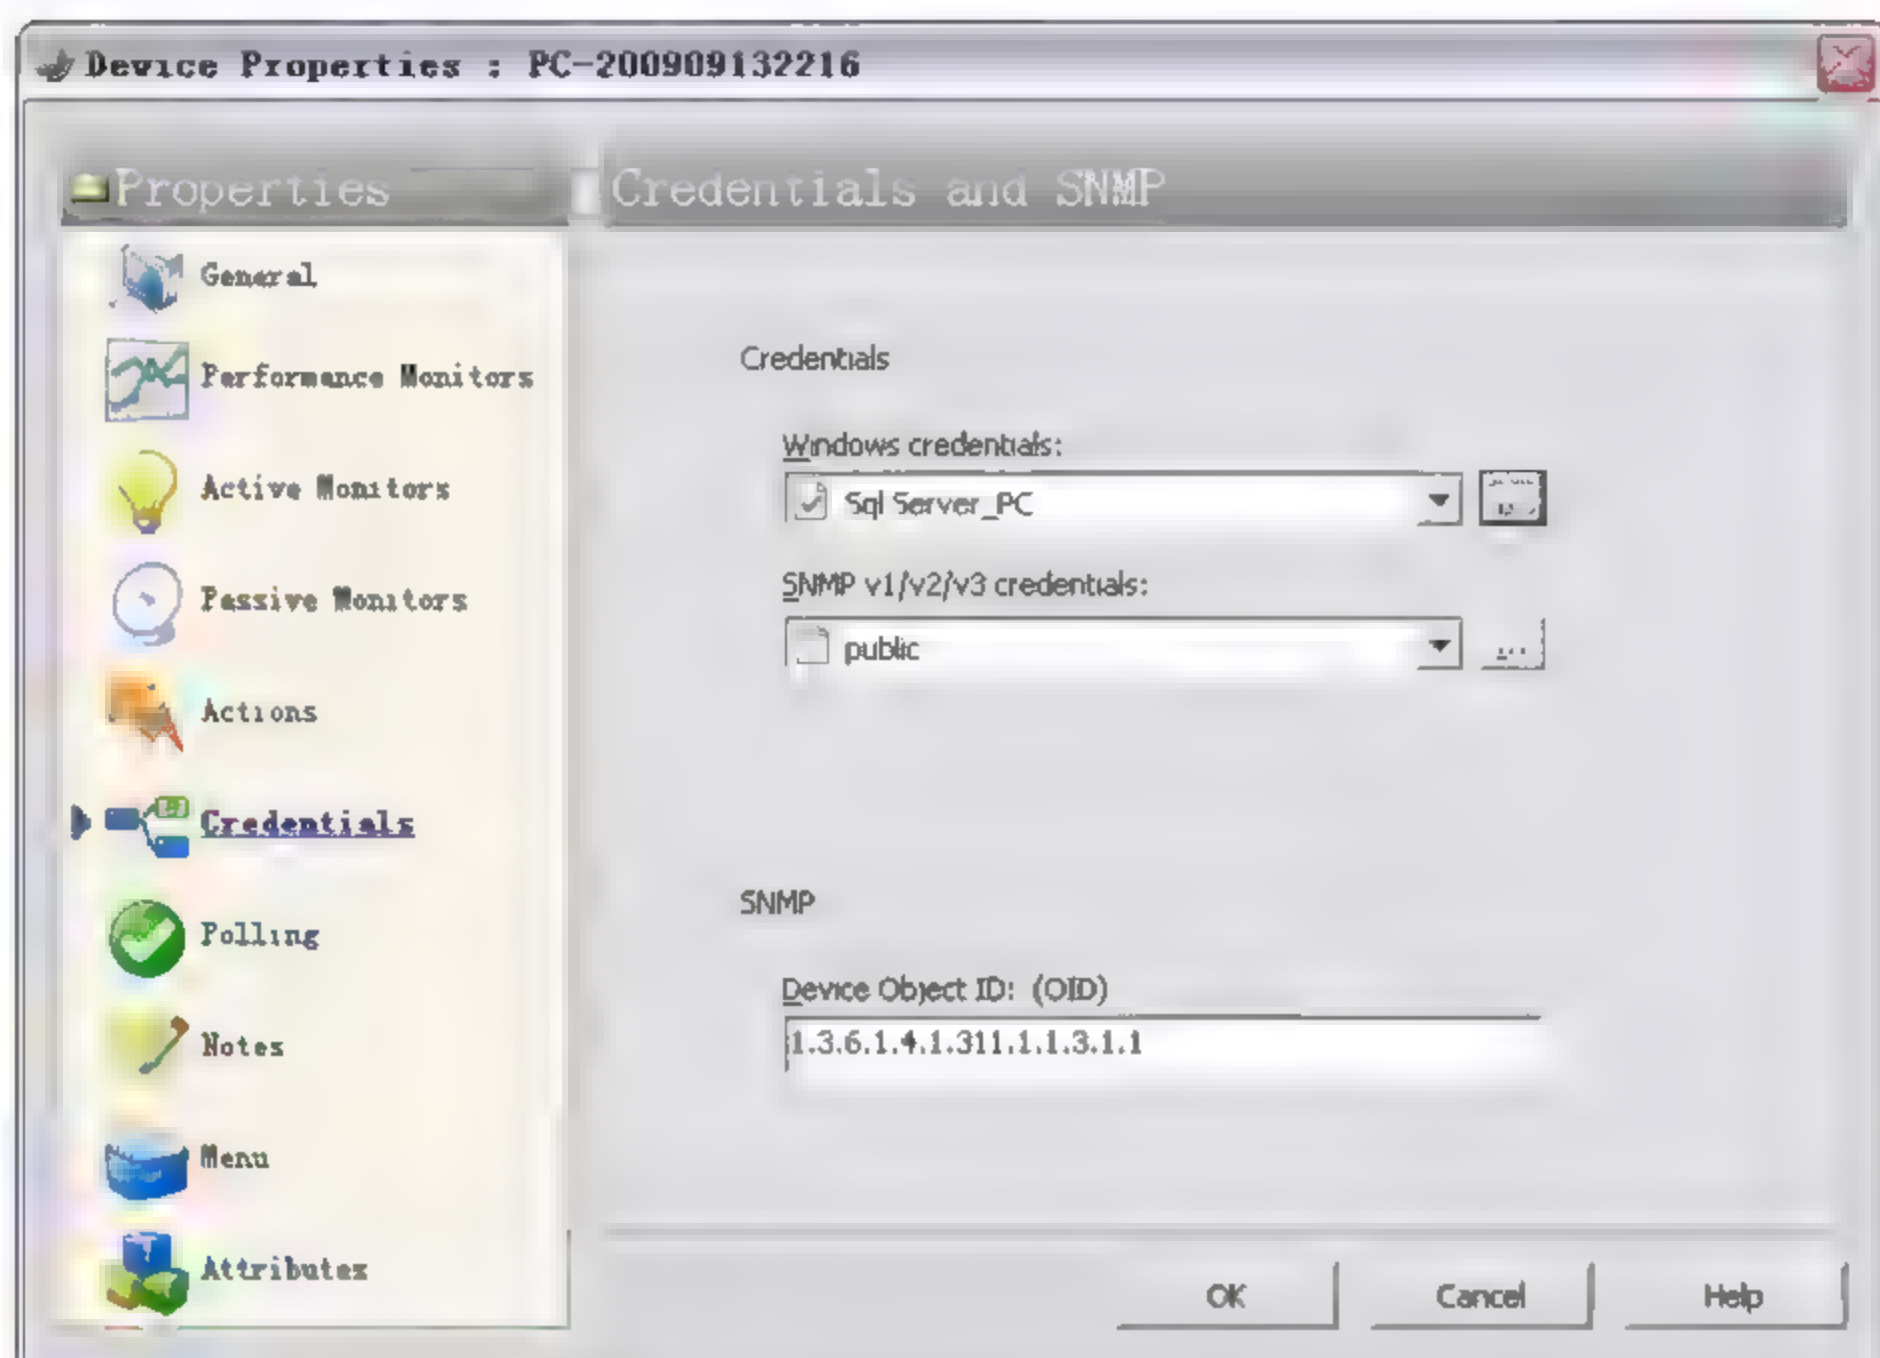 Device Properties : PC-200909132216
Properties
Credentials and SNMP
General
Performance Monitors
Active Monitors
Passive Monitors
Actions
Credentials
Polling
Notes
Menu
Attributes
Credentials
Windows credentials:
Sql Server_PC
...
SNMP v1/v2/v3 credentials:
public
...
SNMP
Device Object ID: (OID)
1.3.6.1.4.1.311.1.1.3.1.1
OK
Cancel
Help